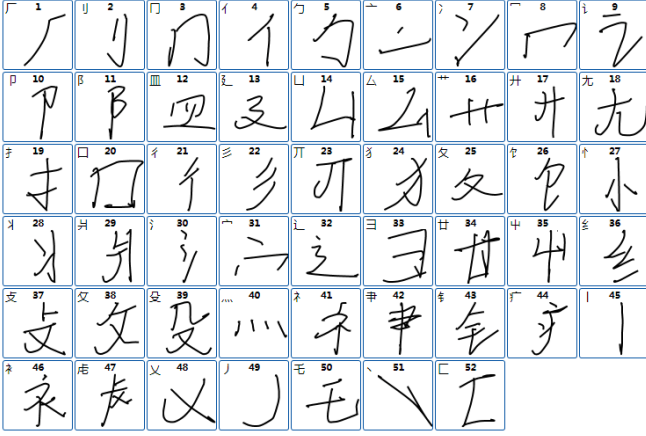 厂 1 刂 2 冂 3 亻 4 勹 5 亠 6 冫 7 冖 8 讠 9
卩 10 阝 11 皿 12 廴 13 凵 14 厶 15 艹 16 廾 17 尢 18
扌 19 囗 20 彳 21 彡 22 丌 23 犭 24 夂 25 饣 26 忄 27
丬 28 爿 29 氵 30 宀 31 辶 32 彐 33 廿 34 屮 35 纟 36
攴 37 攵 38 殳 39 灬 40 礻 41 肀 42 钅 43 疒 44 丨 45
衤 46 虍 47 乂 48 丿 49 乇 50 丶 51 匚 52